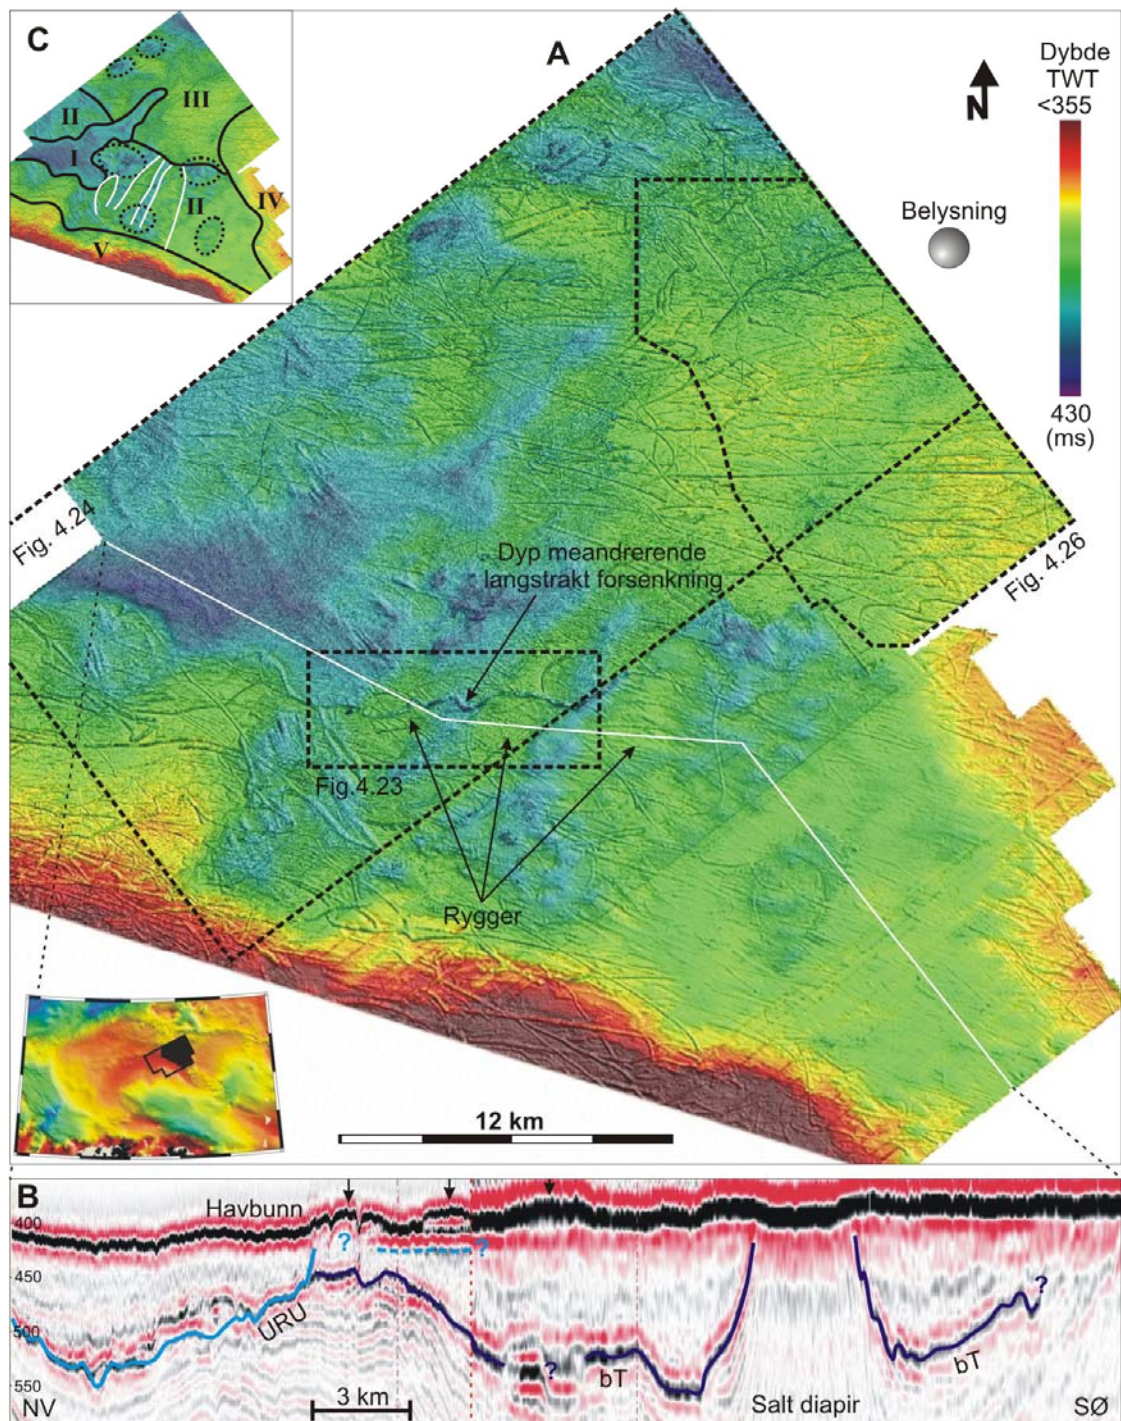 C
II
III
I
II
IV
V
A
N
Dybde
TWT
<355
430
(ms)
Belysning
Fig. 4.24
Dyp meandrerende
langstrakt forsenkning
Fig. 4.26
Fig.4.23
Rygger
12 km
B
Havbunn
400
?
?
450
?
500
URU
?
bT
bT
550
NV
3 km
Salt diapir
SØ